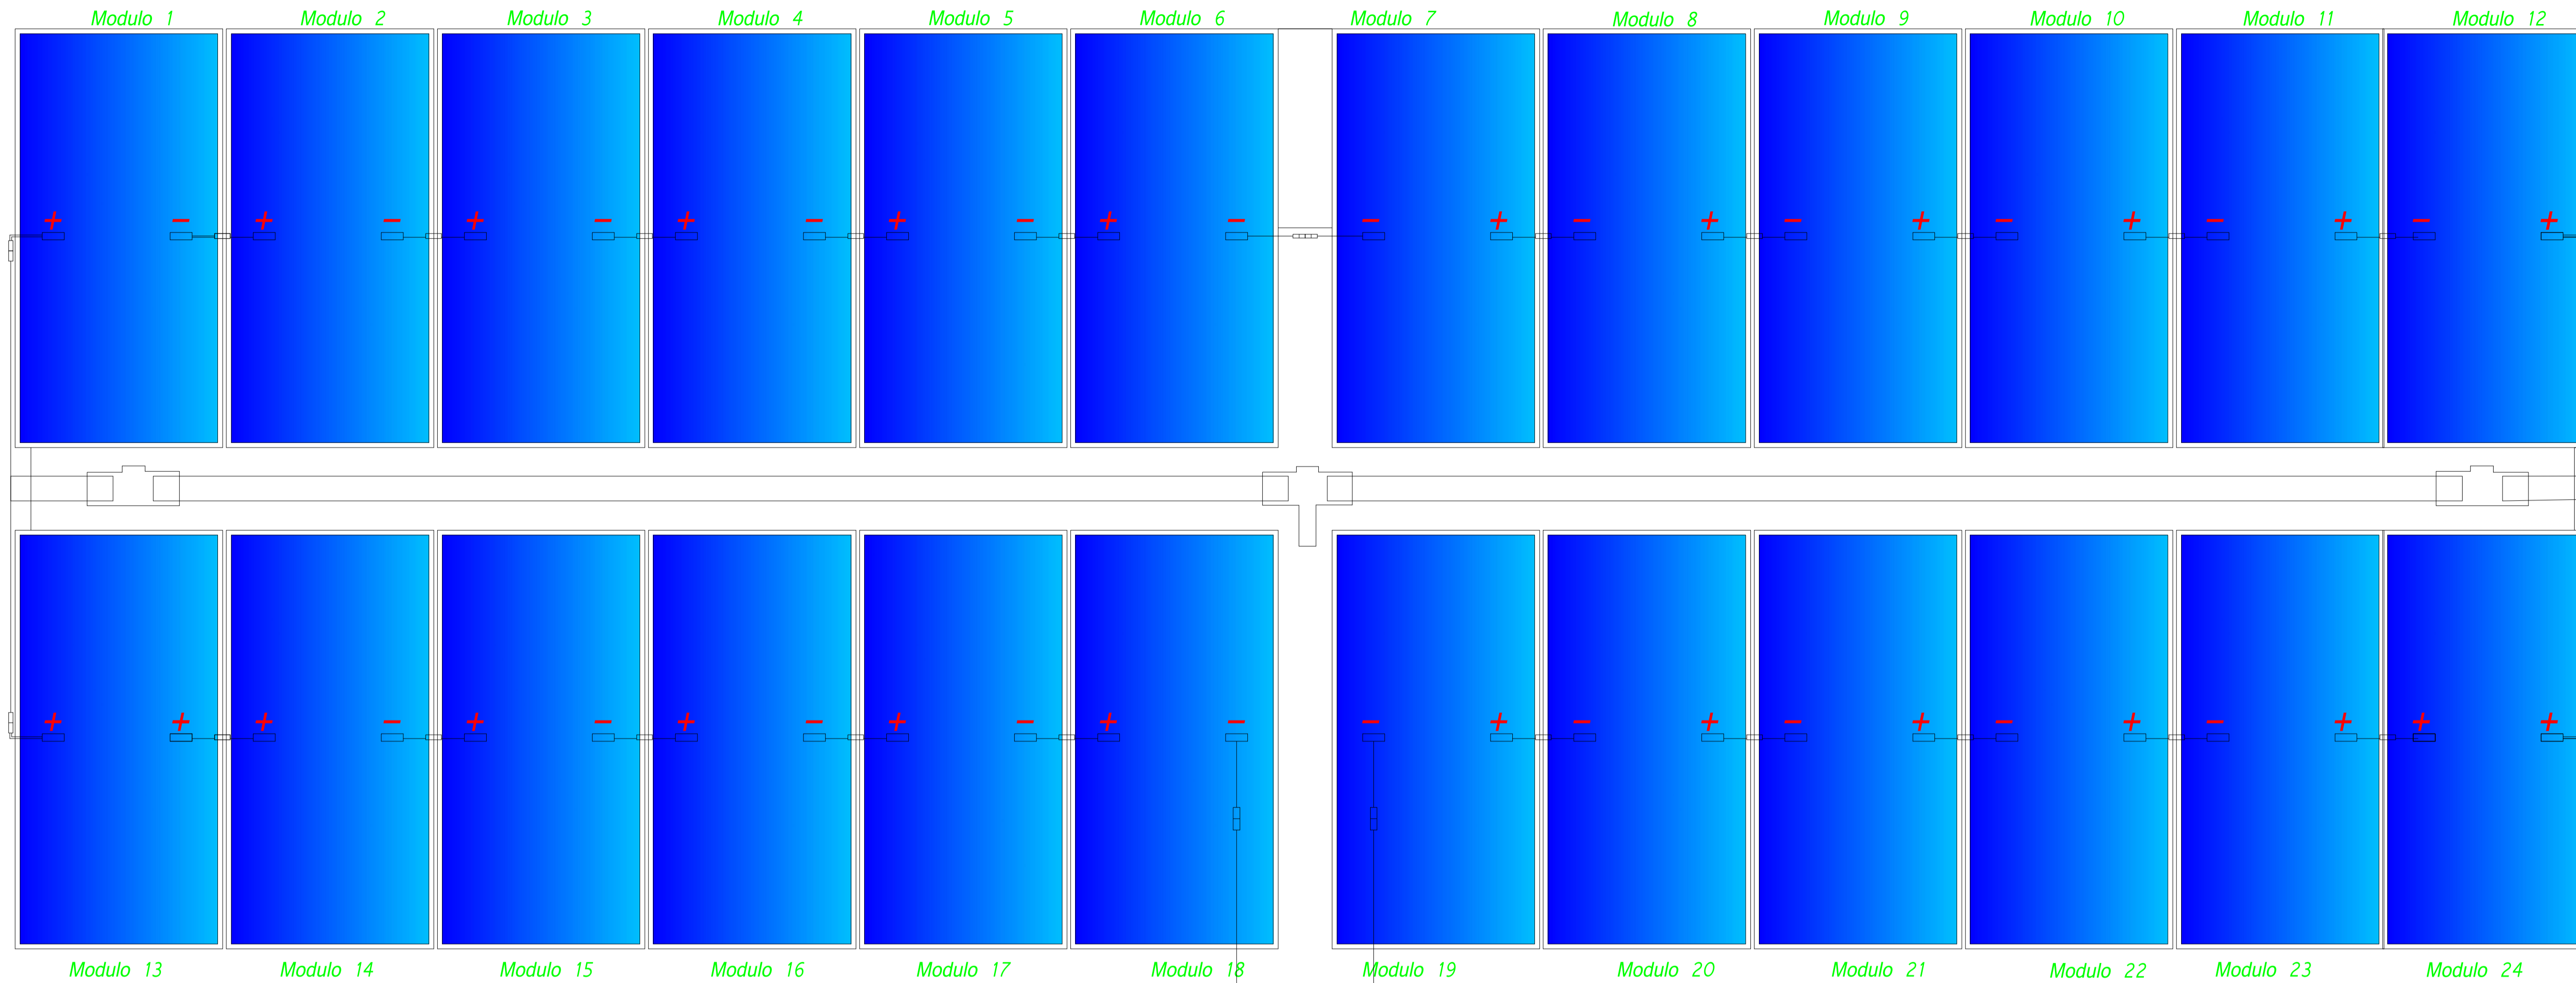 Modulo 1 Modulo 2 Modulo 3 Modulo 4 Modulo 5 Modulo 6 Modulo 7 Modulo 8 Modulo 9 Modulo 10 Modulo 11 Modulo 12
+ − + − + − + − + − + − − + − + − + − + − + − +
+ + + − + − + − + − + − − + − + − + − + − + + +
Modulo 13 Modulo 14 Modulo 15 Modulo 16 Modulo 17 Modulo 18 Modulo 19 Modulo 20 Modulo 21 Modulo 22 Modulo 23 Modulo 24